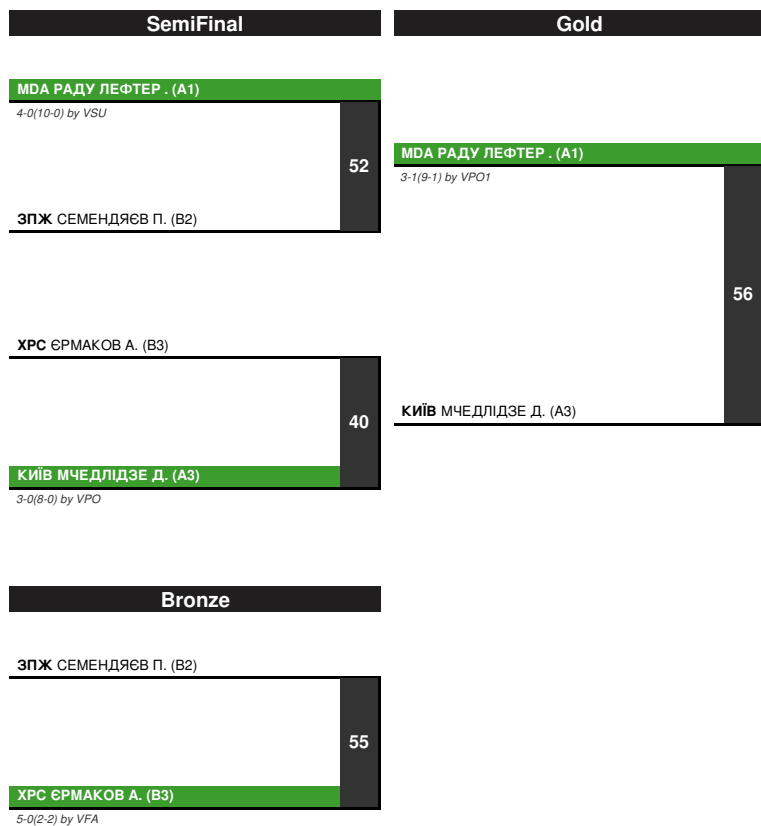 SemiFinal
Gold
MDA РАДУ ЛЕФТЕР . (A1)
4-0(10-0) by VSU
52
ЗПЖ СЕМЕНДЯЄВ П. (B2)
MDA РАДУ ЛЕФТЕР . (A1)
3-1(9-1) by VPO1
56
КИЇВ МЧЕДЛІДЗЕ Д. (A3)
ХРС ЄРМАКОВ А. (B3)
40
КИЇВ МЧЕДЛІДЗЕ Д. (A3)
3-0(8-0) by VPO
Bronze
ЗПЖ СЕМЕНДЯЄВ П. (B2)
55
ХРС ЄРМАКОВ А. (B3)
5-0(2-2) by VFA